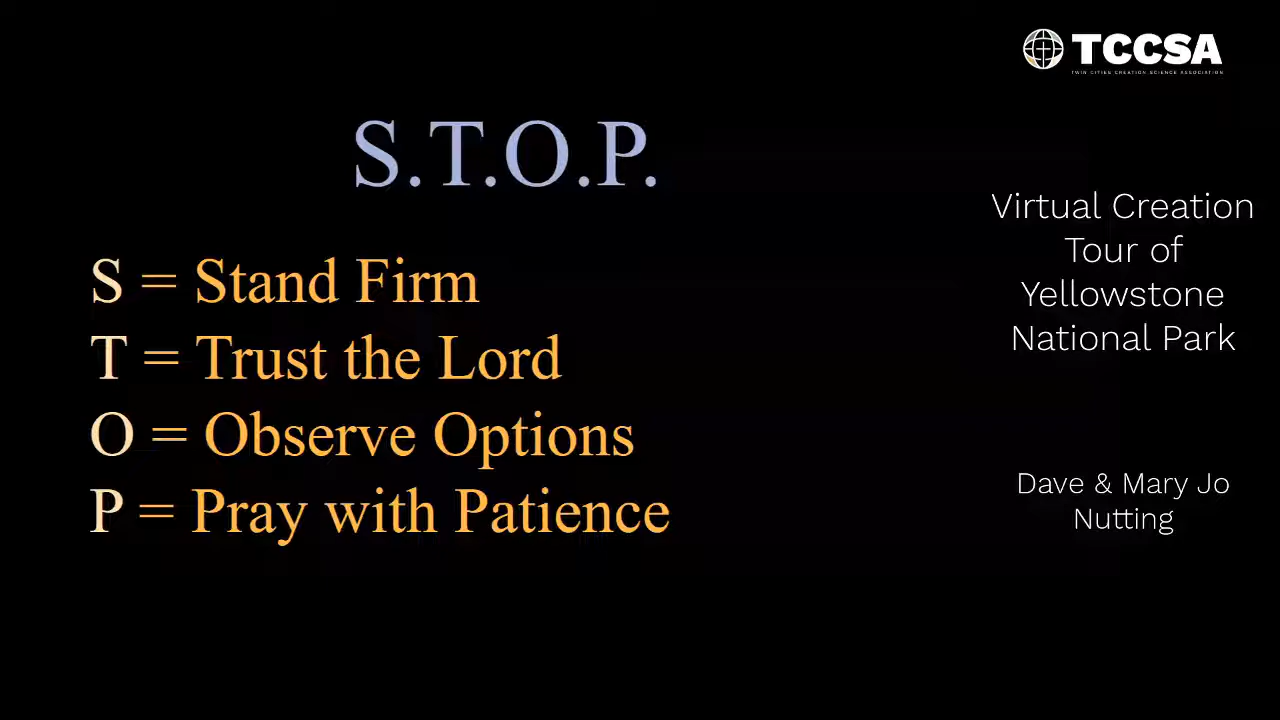 TCCSA
TWIN CITIES CREATION SCIENCE ASSOCIATION
S.T.O.P.
S = Stand Firm
T = Trust the Lord
O = Observe Options
P = Pray with Patience
Virtual Creation
Tour of
Yellowstone
National Park
Dave & Mary Jo
Nutting